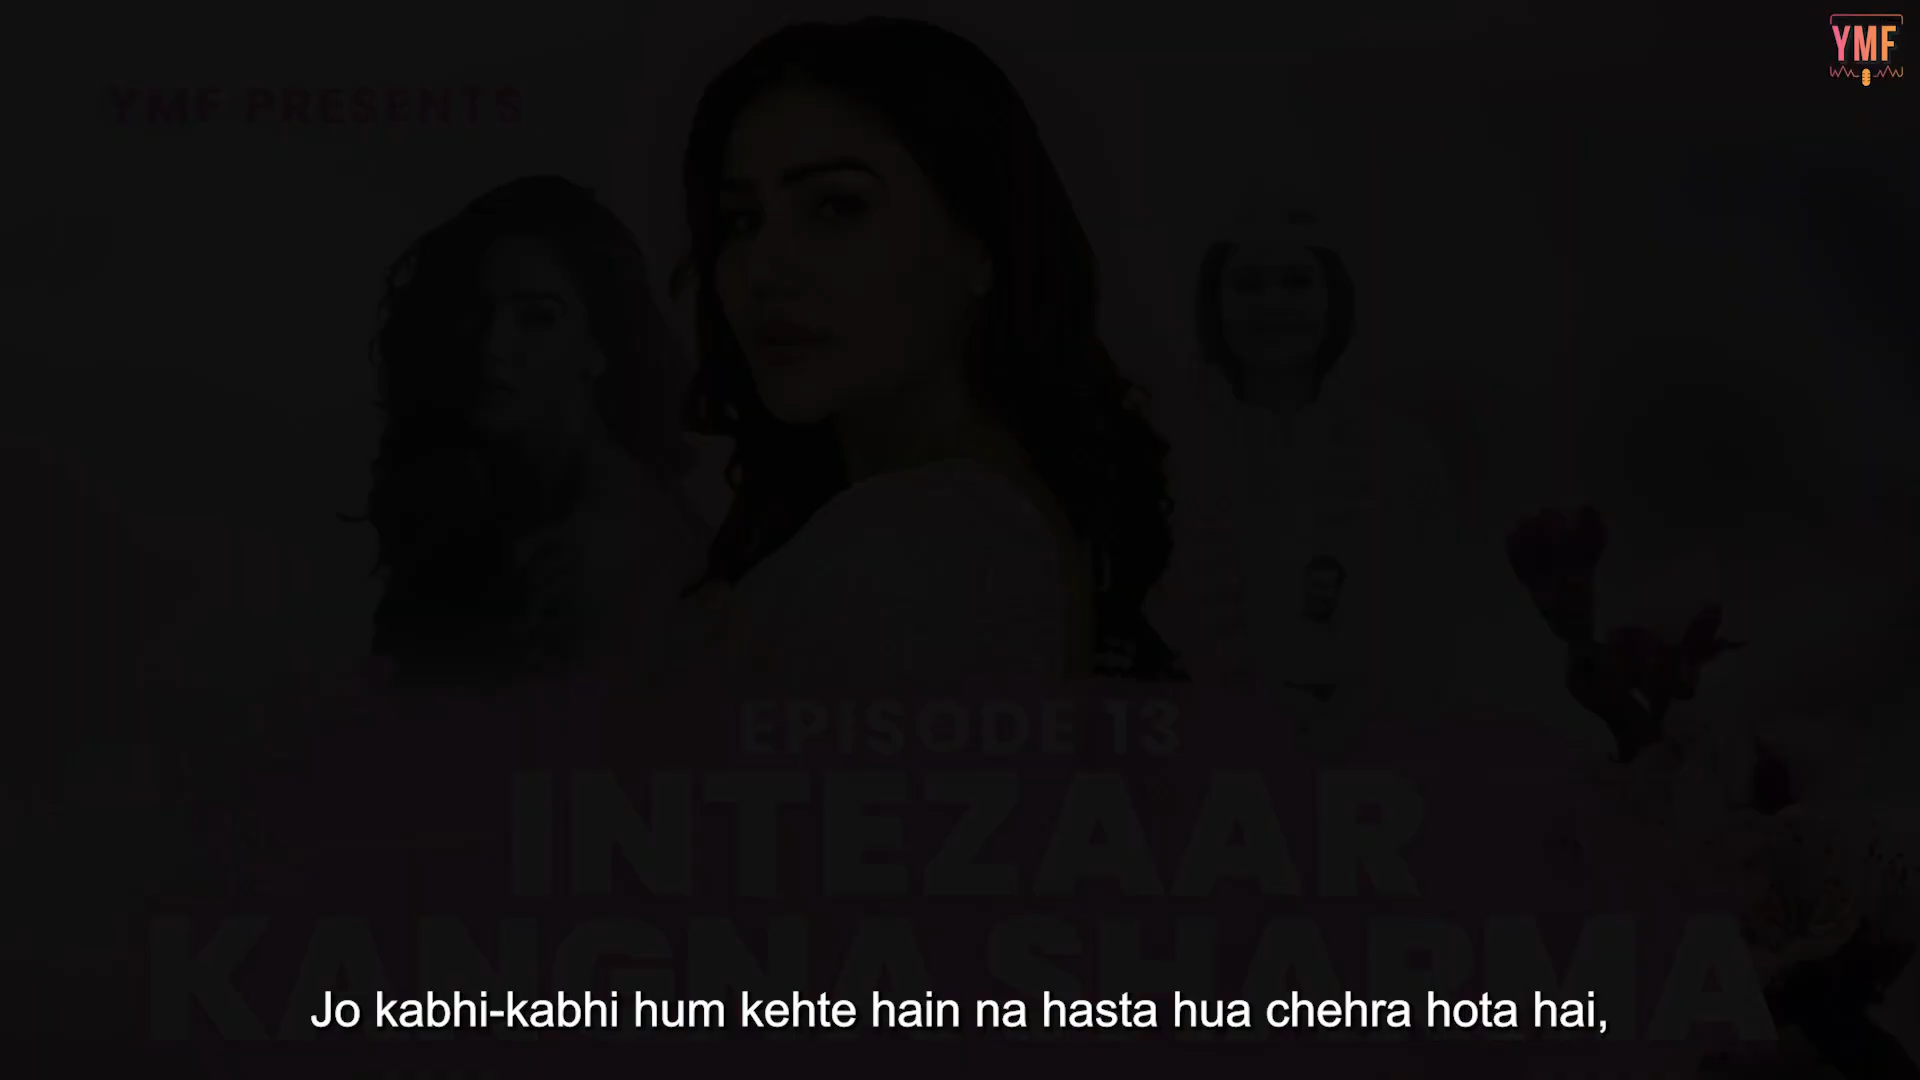 YMF
YMF PRESENTS
EPISODE 13
INTEZAAR
KANGNA SHARMA
Jo kabhi-kabhi hum kehte hain na hasta hua chehra hota hai,